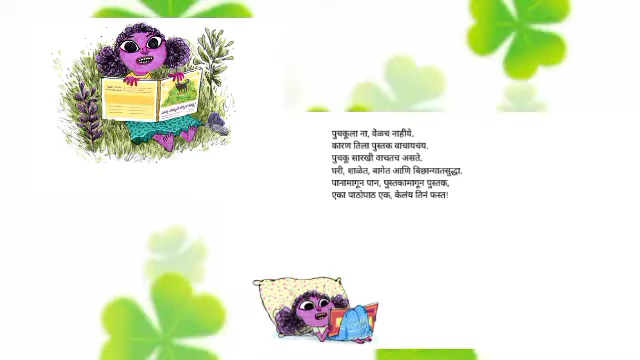 पुचकूला ना, वेळच नाहीये.
कारण तिला पुस्तक वाचायचंय.
पुचकू सारखी वाचतच असते.
घरी, शाळेत, बागेत आणि बिछान्यातसुद्धा.
पानामागून पान, पुस्तकामागून पुस्तक,
एका पाठोपाठ एक, केलंय तिनं फस्त!